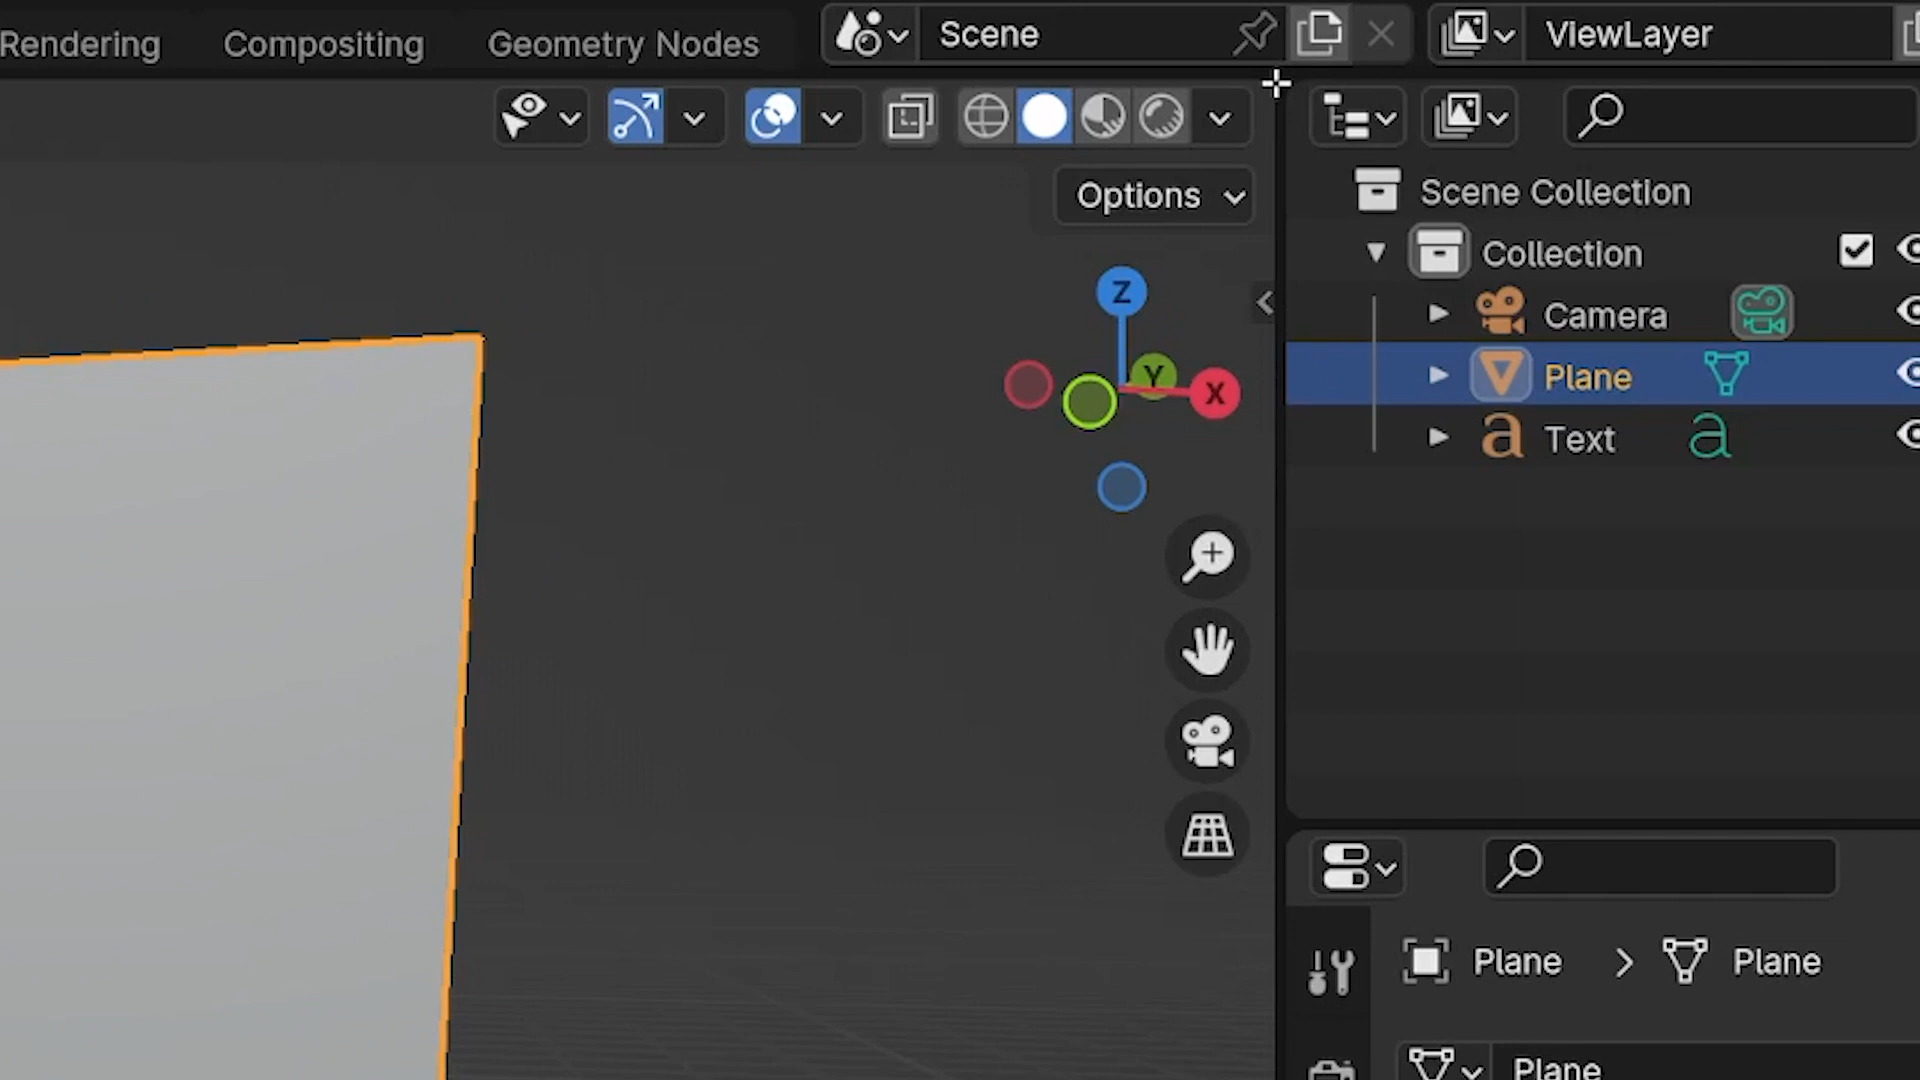 Rendering Compositing Geometry Nodes Scene ViewLayer
Options
Scene Collection
Collection
Camera
Plane
Text
Z
Y
X
Plane > Plane
Plane